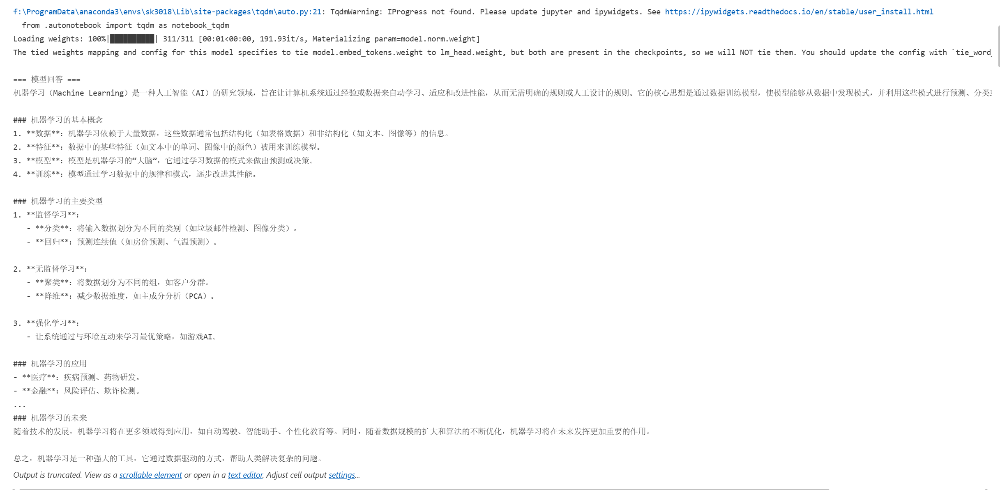 f:\ProgramData\anaconda3\envs\sk3018\Lib\site-packages\tqdm\auto.py:21: TqdmWarning: IProgress not found. Please update jupyter and ipywidgets. See https://ipywidgets.readthedocs.io/en/stable/user_install.html
  from .autonotebook import tqdm as notebook_tqdm
Loading weights: 100%|██████████| 311/311 [00:01<00:00, 191.93it/s, Materializing param=model.norm.weight]
The tied weights mapping and config for this model specifies to tie model.embed_tokens.weight to lm_head.weight, but both are present in the checkpoints, so we will NOT tie them. You should update the config with `tie_word_
=== 模型回答 ===
机器学习（Machine Learning）是一种人工智能（AI）的研究领域，旨在让计算机系统通过经验或数据来自动学习、适应和改进性能，从而无需明确的规则或人工设计的规则。它的核心思想是通过数据训练模型，使模型能够从数据中发现模式，并利用这些模式进行预测、分类
### 机器学习的基本概念
1. **数据**：机器学习依赖于大量数据，这些数据通常包括结构化（如表格数据）和非结构化（如文本、图像等）的信息。
2. **特征**：数据中的某些特征（如文本中的单词、图像中的颜色）被用来训练模型。
3. **模型**：模型是机器学习的“大脑”，它通过学习数据的模式来做出预测或决策。
4. **训练**：模型通过学习数据中的规律和模式，逐步改进其性能。
### 机器学习的主要类型
1. **监督学习**：
   - **分类**：将输入数据划分为不同的类别（如垃圾邮件检测、图像分类）。
   - **回归**：预测连续值（如房价预测、气温预测）。
2. **无监督学习**：
   - **聚类**：将数据划分为不同的组，如客户分群。
   - **降维**：减少数据维度，如主成分分析（PCA）。
3. **强化学习**：
   - 让系统通过与环境互动来学习最优策略，如游戏AI。
### 机器学习的应用
- **医疗**：疾病预测、药物研发。
- **金融**：风险评估、欺诈检测。
...
### 机器学习的未来
随着技术的发展，机器学习将在更多领域得到应用，如自动驾驶、智能助手、个性化教育等。同时，随着数据规模的扩大和算法的不断优化，机器学习将在未来发挥更加重要的作用。
总之，机器学习是一种强大的工具，它通过数据驱动的方式，帮助人类解决复杂的问题。
Output is truncated. View as a scrollable element or open in a text editor. Adjust cell output settings...